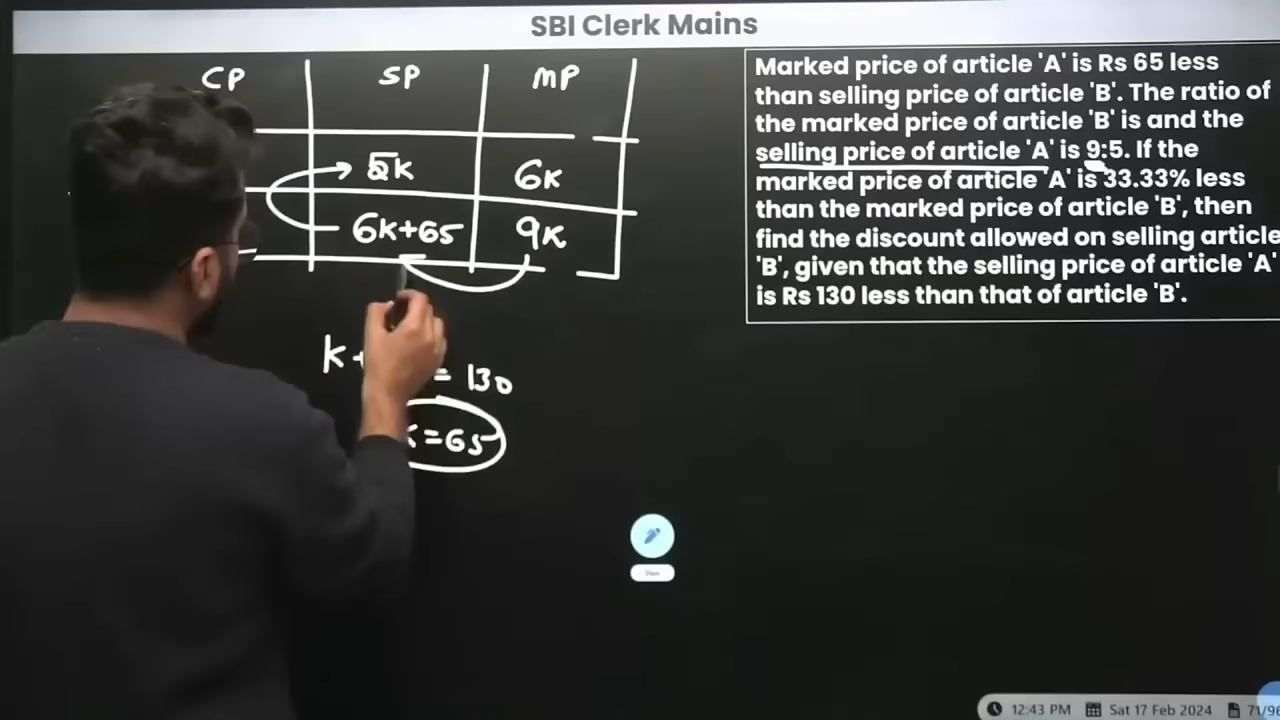 SBI Clerk Mains
CP SP MP
5k 6k
6k+65 9k
k+ = 130
k=65
Marked price of article 'A' is Rs 65 less
than selling price of article 'B'. The ratio of
the marked price of article 'B' is and the
selling price of article 'A' is 9:5. If the
marked price of article 'A' is 33.33% less
than the marked price of article 'B', then
find the discount allowed on selling article
'B', given that the selling price of article 'A'
is Rs 130 less than that of article 'B'.
Pen
12:43 PM Sat 17 Feb 2024 71/96